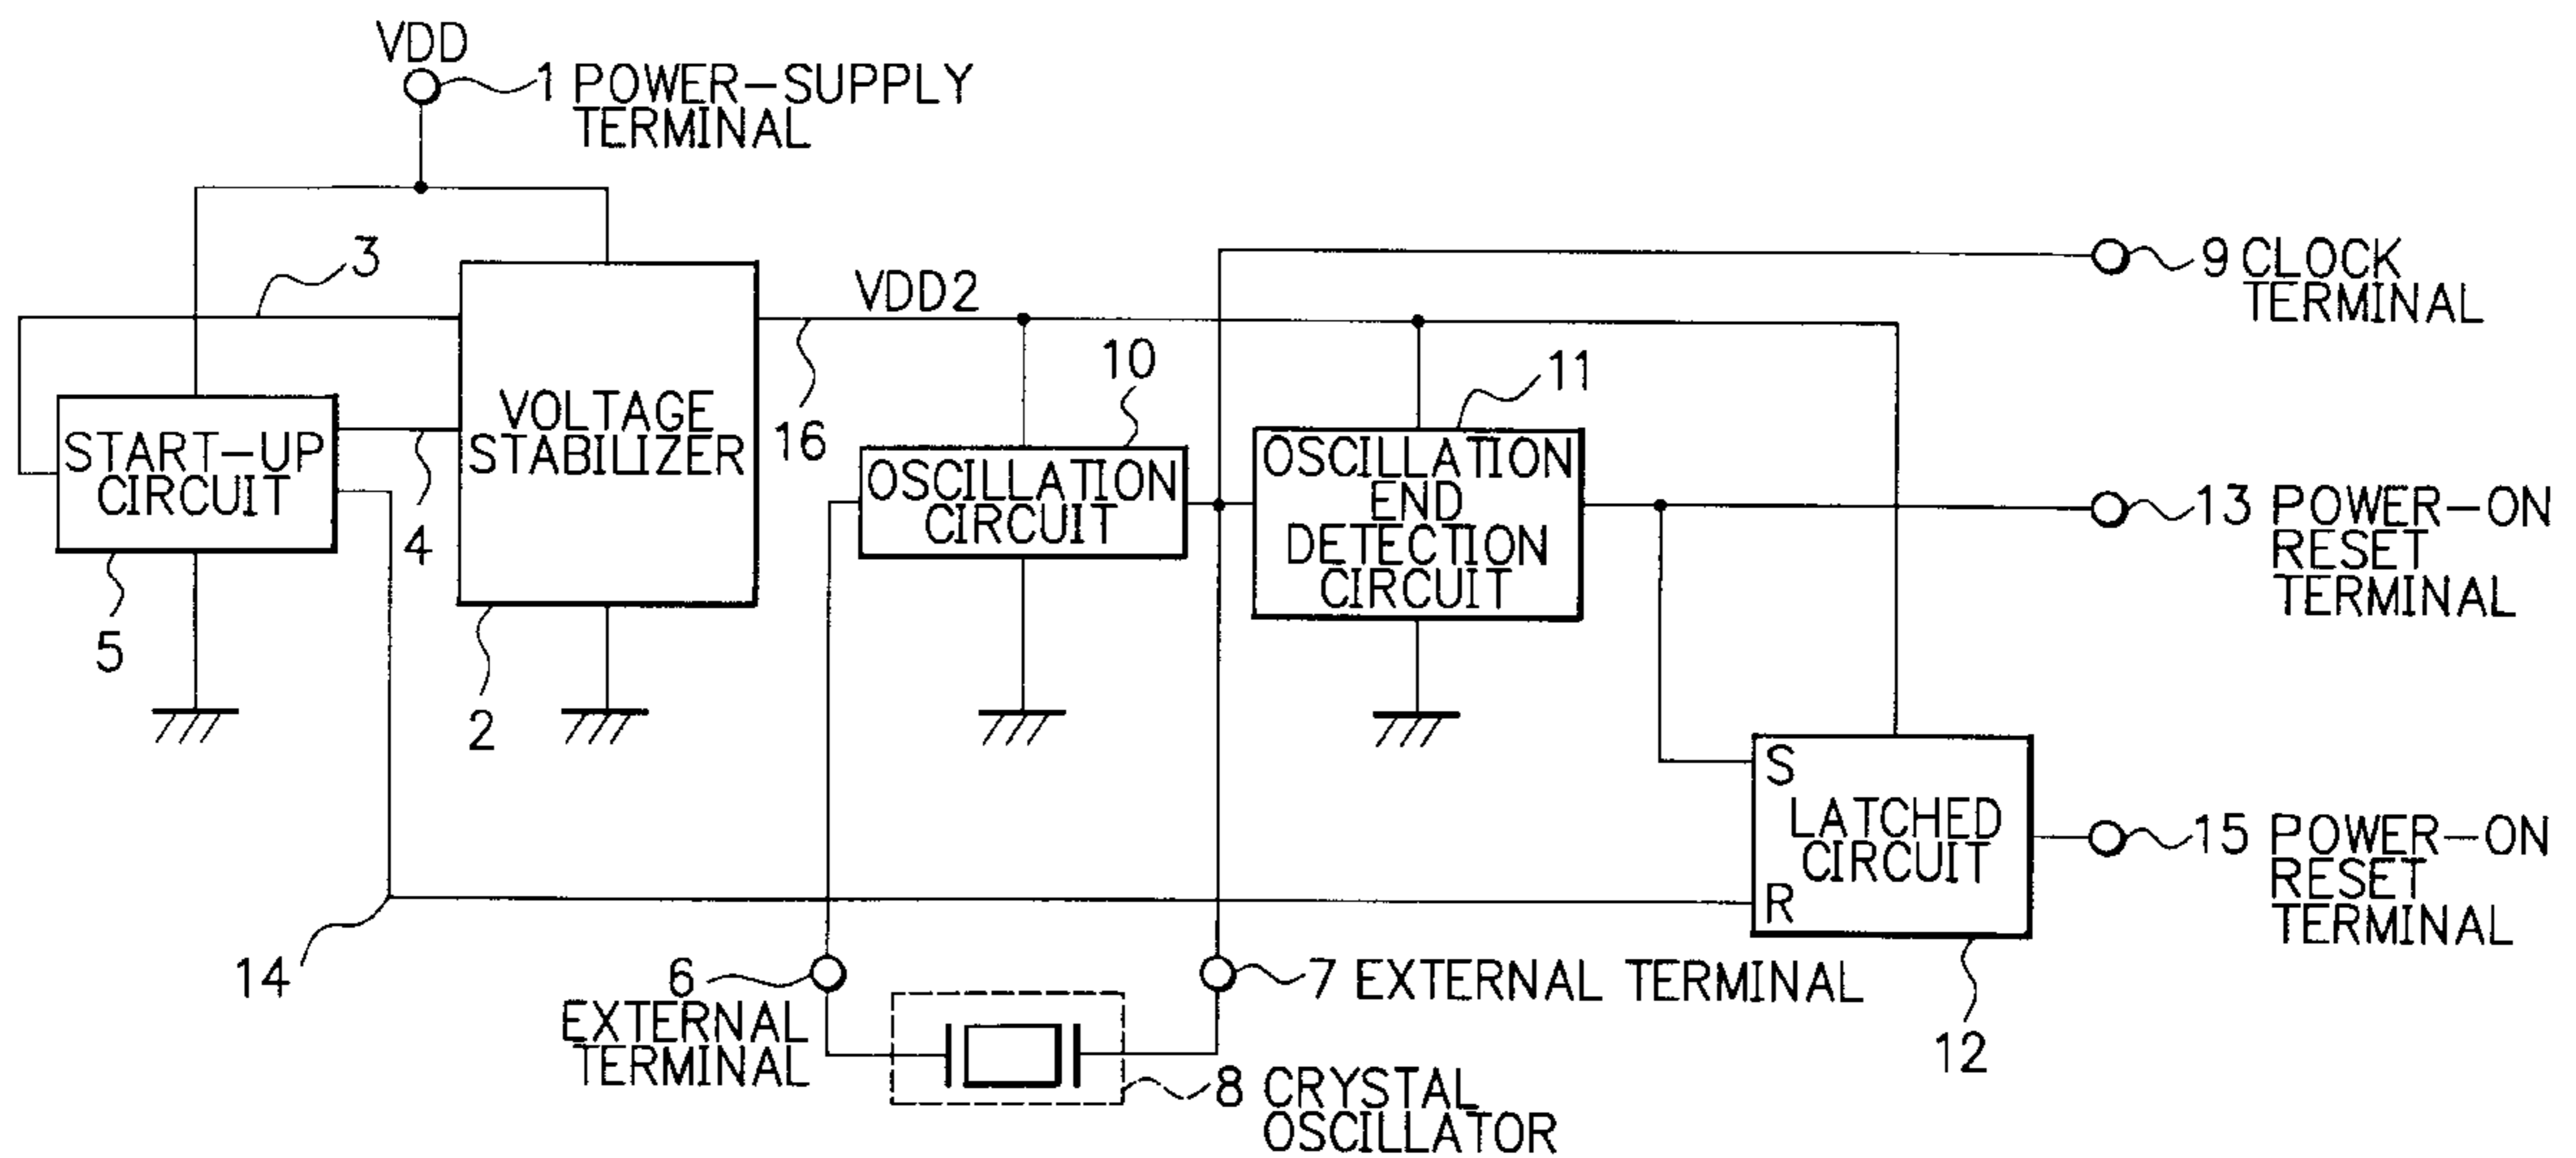 VDD
1 POWER-SUPPLY
TERMINAL
3
VDD2
9 CLOCK
TERMINAL
10
11
16
START-UP
CIRCUIT
4
VOLTAGE
STABILIZER
OSCILLATION
CIRCUIT
OSCILLATION
END
DETECTION
CIRCUIT
13 POWER-ON
RESET
TERMINAL
5
2
S
LATCHED
CIRCUIT
R
15 POWER-ON
RESET
TERMINAL
14
6
EXTERNAL
TERMINAL
7 EXTERNAL TERMINAL
12
8 CRYSTAL
OSCILLATOR